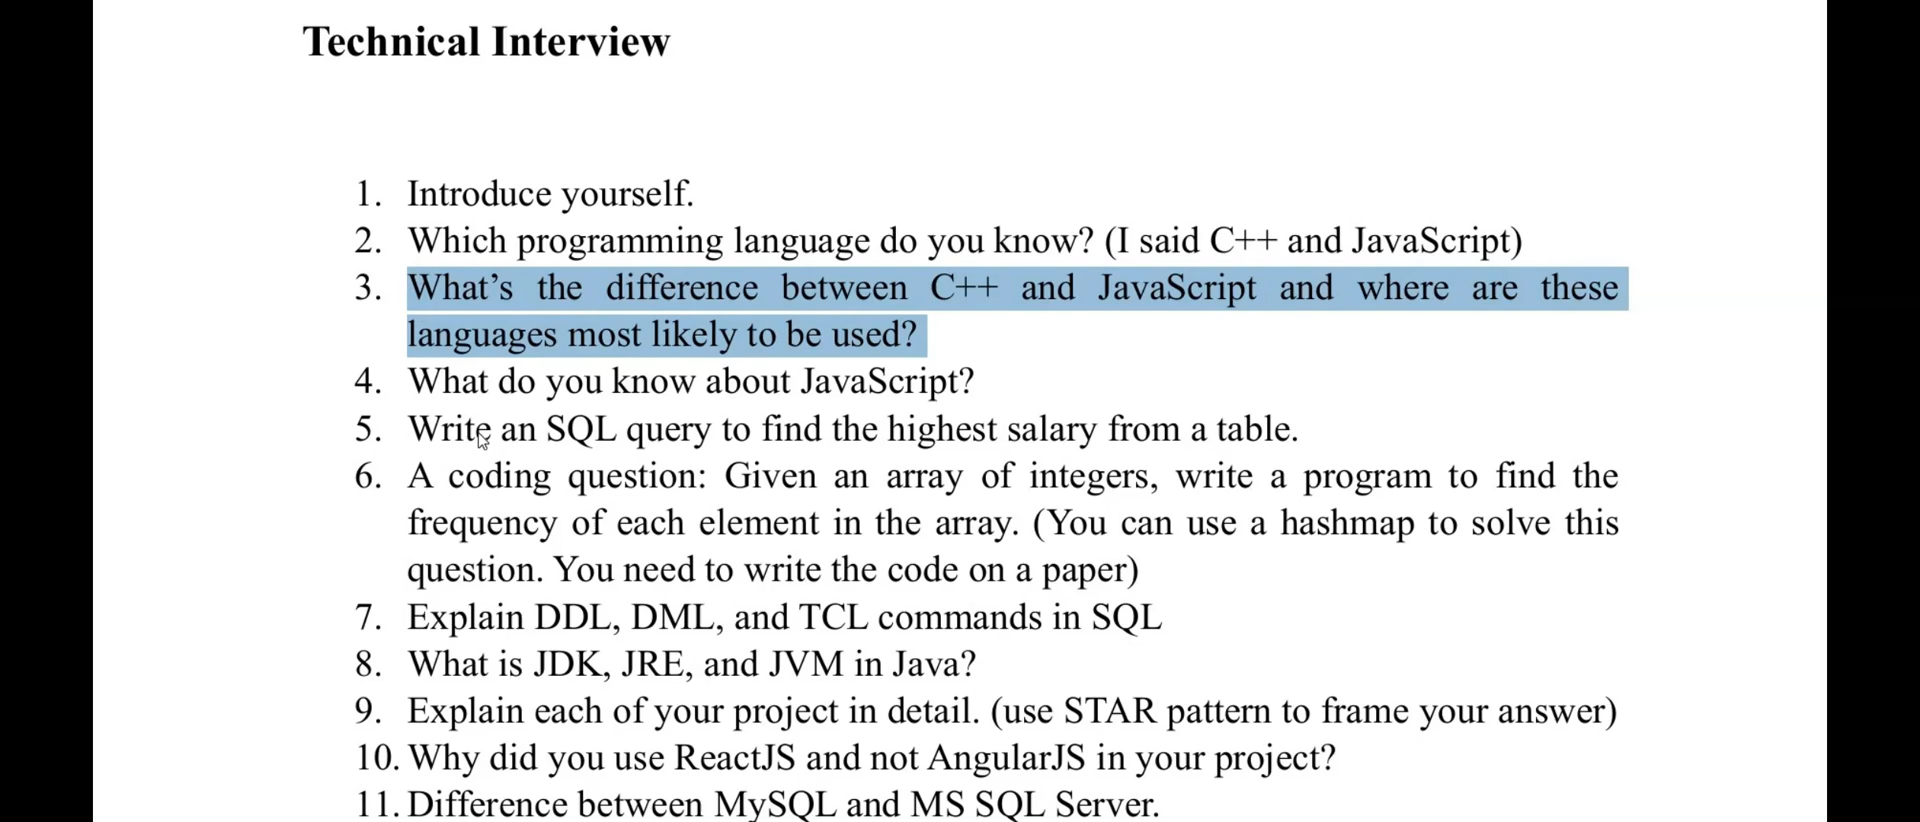 Technical Interview
1. Introduce yourself.
2. Which programming language do you know? (I said C++ and JavaScript)
3. What’s the difference between C++ and JavaScript and where are these
languages most likely to be used?
4. What do you know about JavaScript?
5. Write an SQL query to find the highest salary from a table.
6. A coding question: Given an array of integers, write a program to find the
frequency of each element in the array. (You can use a hashmap to solve this
question. You need to write the code on a paper)
7. Explain DDL, DML, and TCL commands in SQL
8. What is JDK, JRE, and JVM in Java?
9. Explain each of your project in detail. (use STAR pattern to frame your answer)
10. Why did you use ReactJS and not AngularJS in your project?
11. Difference between MySQL and MS SQL Server.